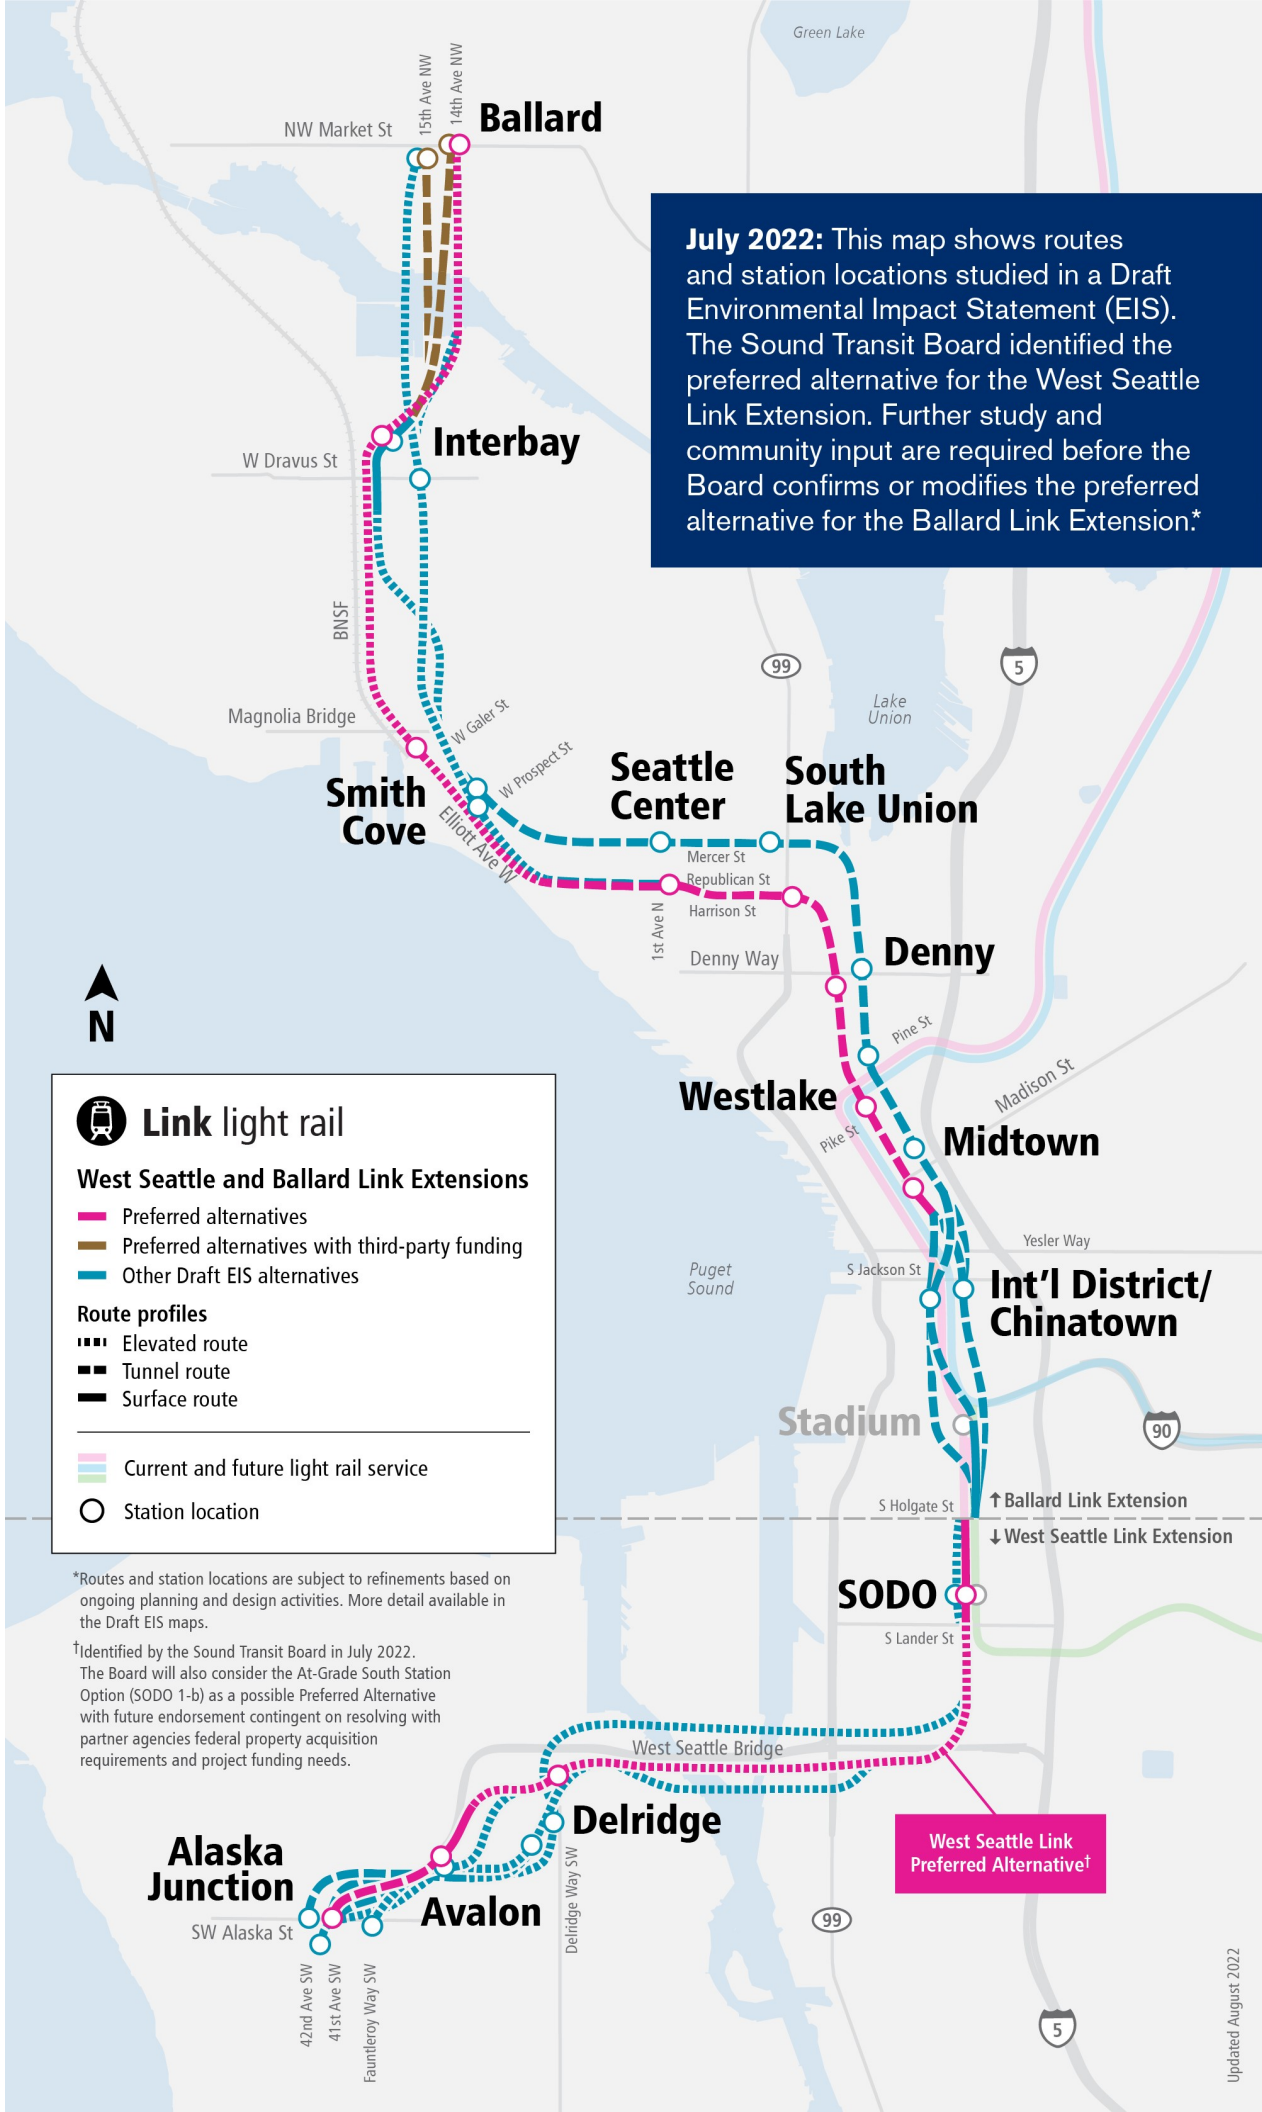 Green Lake
15th Ave NW
14th Ave NW
Ballard
NW Market St
July 2022: This map shows routes
and station locations studied in a Draft
Environmental Impact Statement (EIS).
The Sound Transit Board identified the
preferred alternative for the West Seattle
Link Extension. Further study and
community input are required before the
Board confirms or modifies the preferred
alternative for the Ballard Link Extension.*
Interbay
W Dravus St
BNSF
99
5
Lake
Union
Magnolia Bridge
W Galer St
W Prospect St
Smith
Cove
Elliott Ave W
Seattle
Center
South
Lake Union
Mercer St
Republican St
Harrison St
1st Ave N
Denny Way
Denny
N
Pine St
Madison St
Westlake
Pike St
Midtown
Yesler Way
Puget
Sound
S Jackson St
Int'l District/
Chinatown
Stadium
90
S Holgate St
↑ Ballard Link Extension
↓ West Seattle Link Extension
Link light rail
West Seattle and Ballard Link Extensions
Preferred alternatives
Preferred alternatives with third-party funding
Other Draft EIS alternatives
Route profiles
Elevated route
Tunnel route
Surface route
Current and future light rail service
Station location
*Routes and station locations are subject to refinements based on
ongoing planning and design activities. More detail available in
the Draft EIS maps.
†Identified by the Sound Transit Board in July 2022.
The Board will also consider the At-Grade South Station
Option (SODO 1-b) as a possible Preferred Alternative
with future endorsement contingent on resolving with
partner agencies federal property acquisition
requirements and project funding needs.
SODO
S Lander St
West Seattle Bridge
Delridge
West Seattle Link
Preferred Alternative†
Alaska
Junction
Avalon
SW Alaska St
Delridge Way SW
42nd Ave SW
41st Ave SW
Fauntleroy Way SW
99
5
Updated August 2022